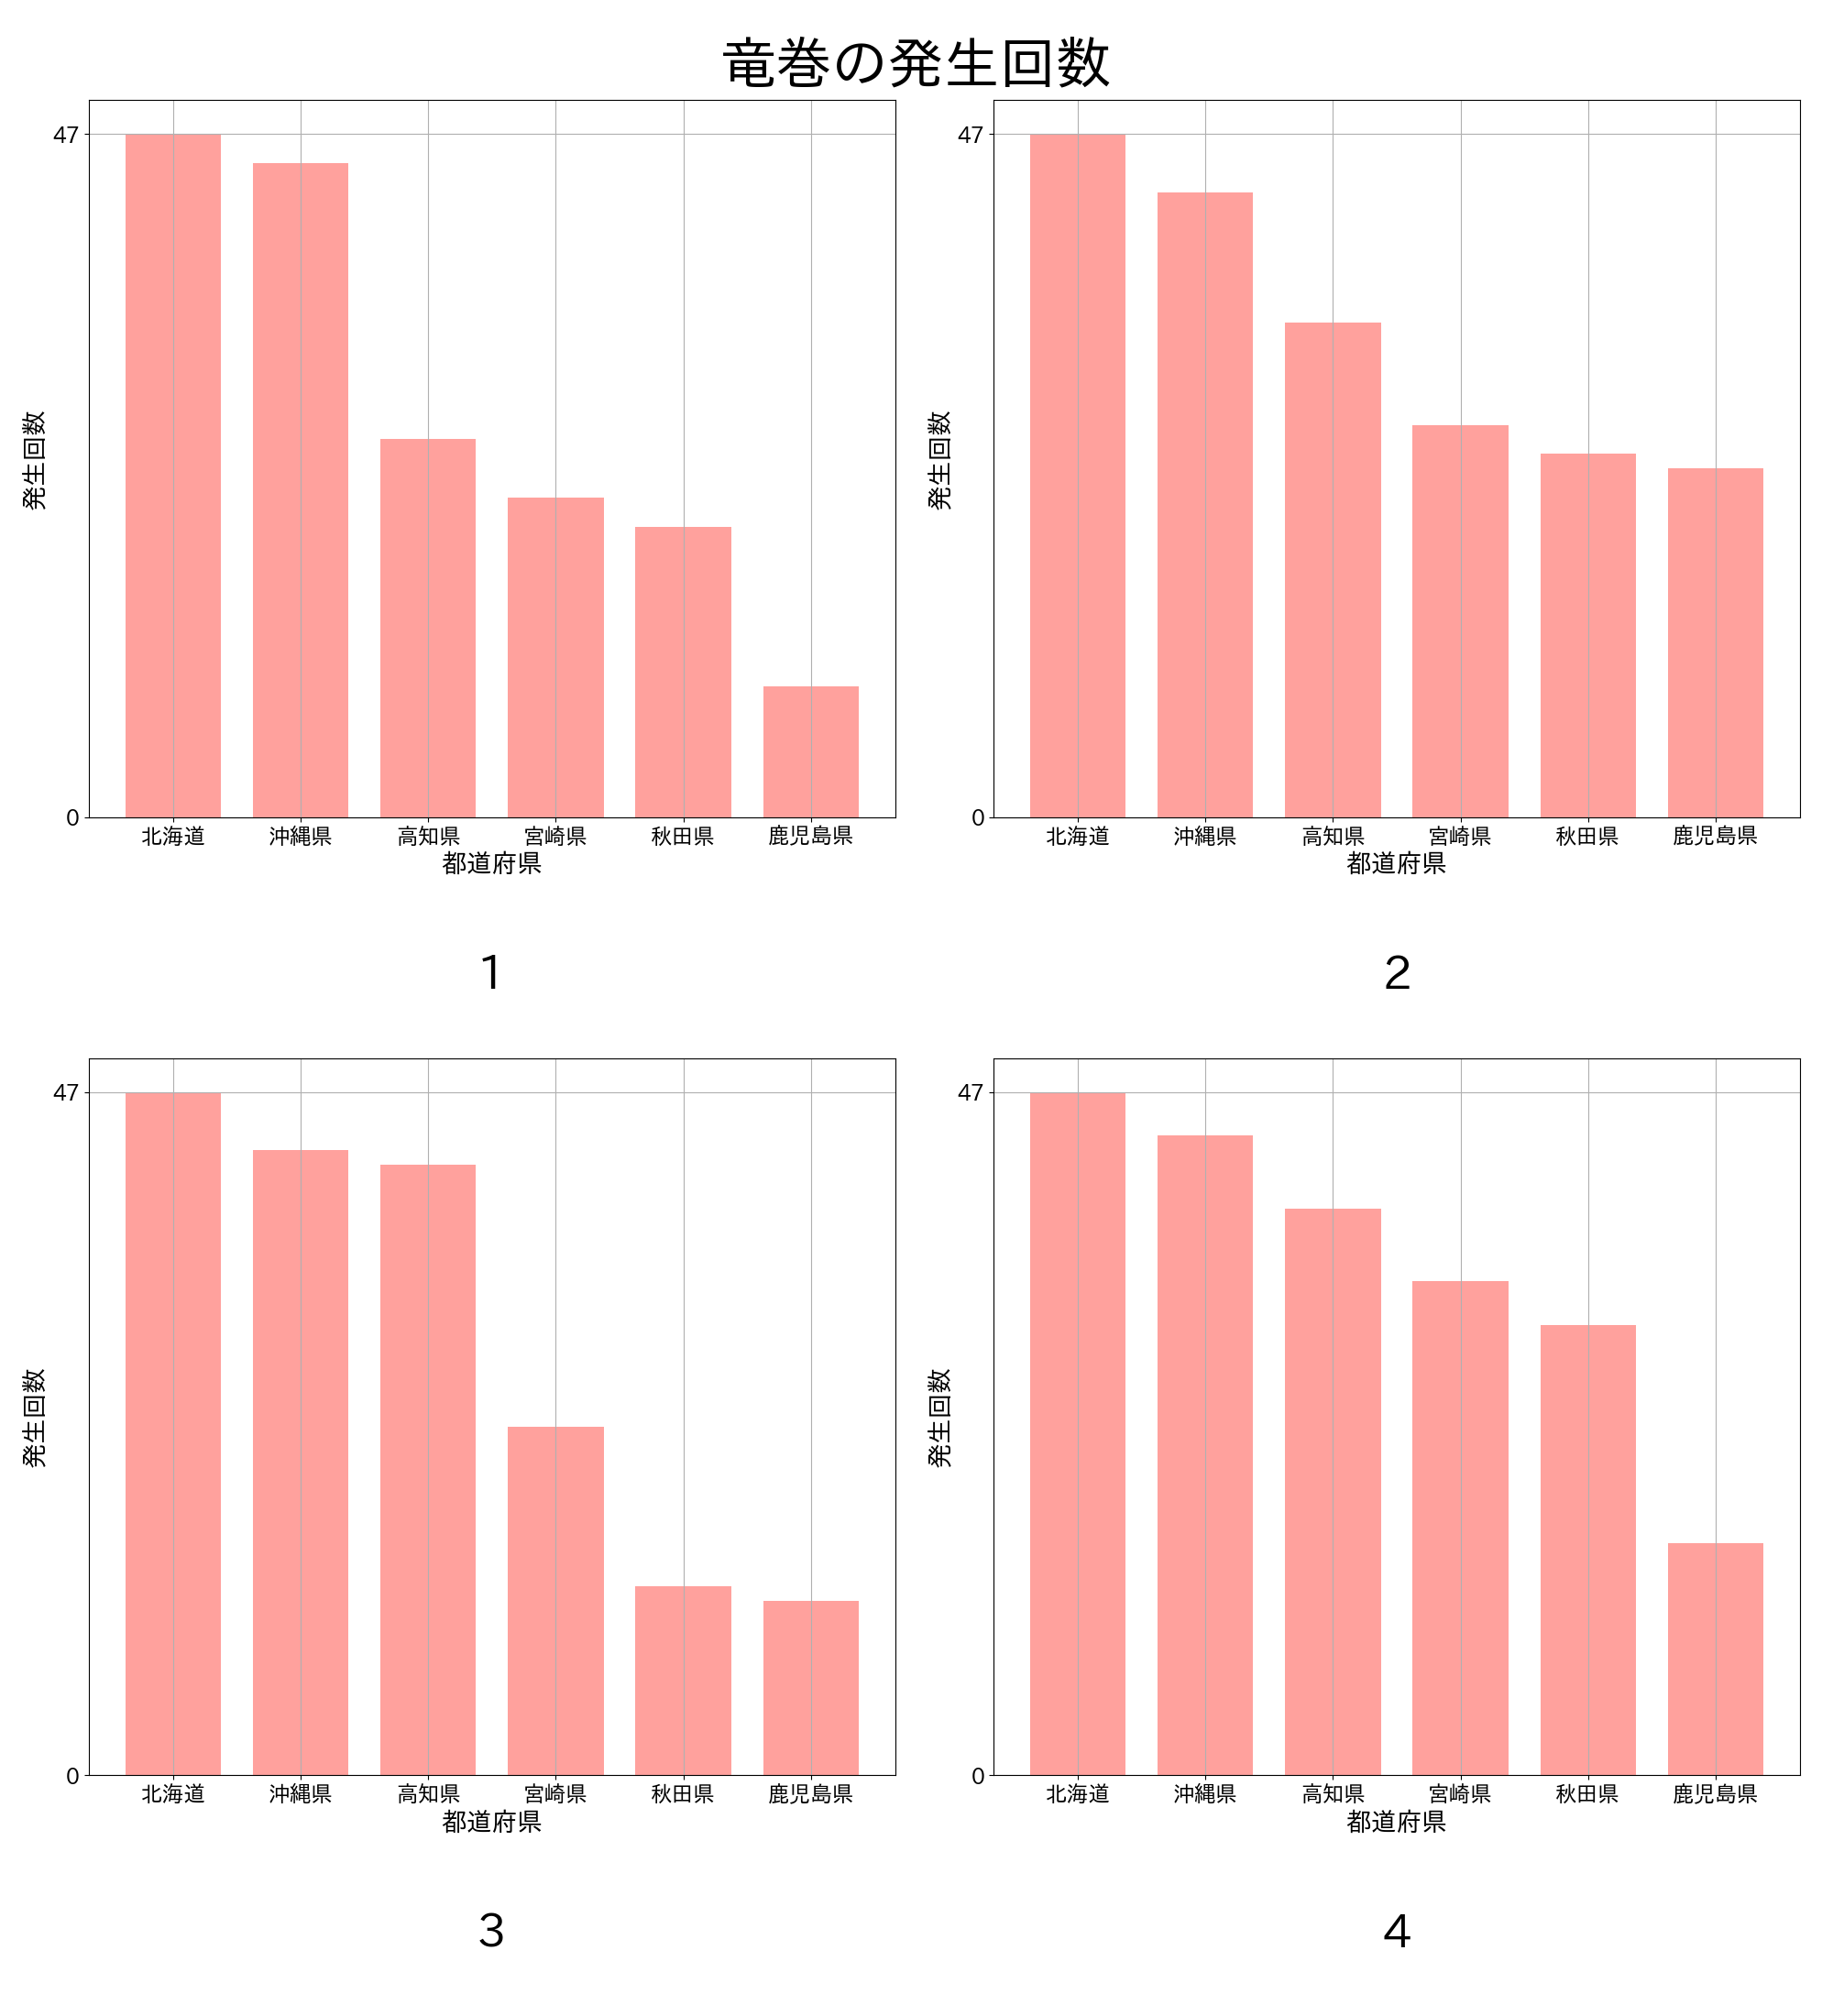 竜巻の発生回数
47
0
発生回数
北海道 沖縄県 高知県 宮崎県 秋田県 鹿児島県
都道府県
1
47
0
発生回数
北海道 沖縄県 高知県 宮崎県 秋田県 鹿児島県
都道府県
2
47
0
発生回数
北海道 沖縄県 高知県 宮崎県 秋田県 鹿児島県
都道府県
3
47
0
発生回数
北海道 沖縄県 高知県 宮崎県 秋田県 鹿児島県
都道府県
4